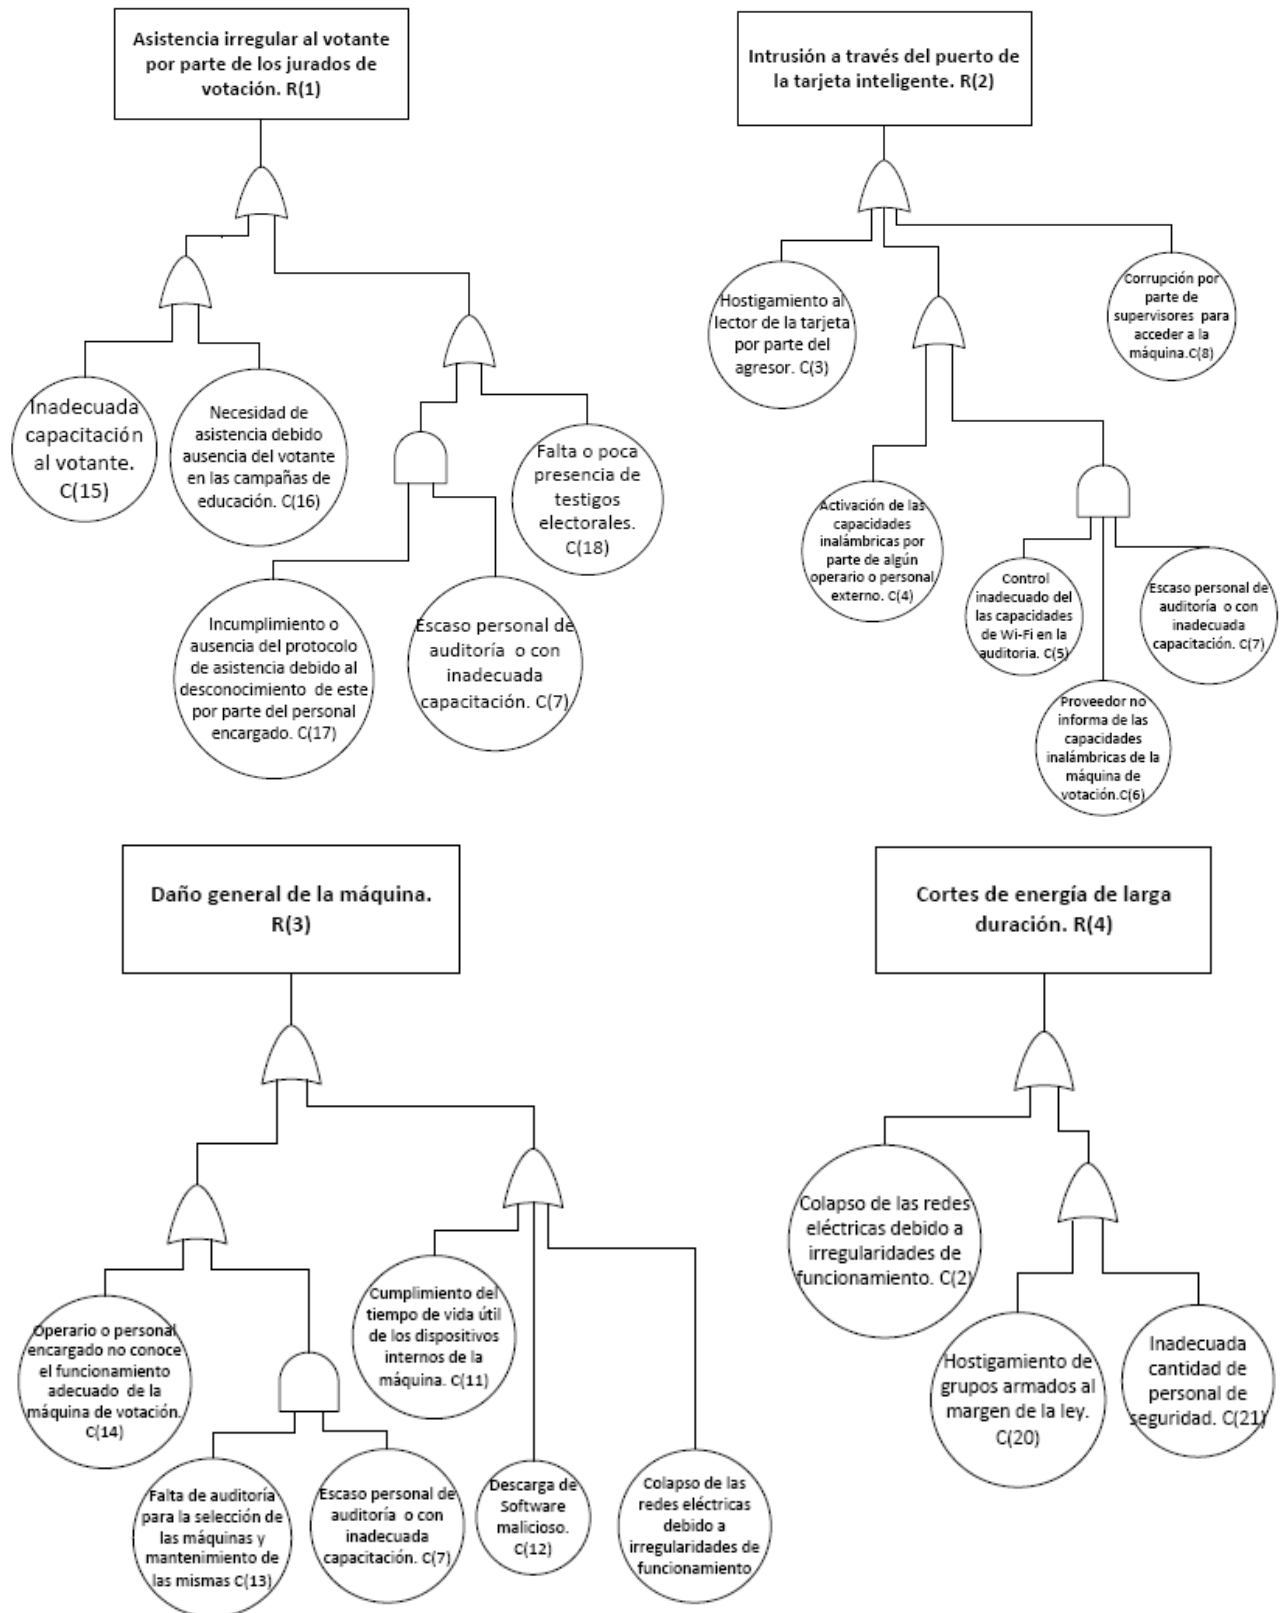 Asistencia irregular al votante
por parte de los jurados de
votación. R(1)
Intrusión a través del puerto de
la tarjeta inteligente. R(2)
Inadecuada
capacitación
al votante.
C(15)
Necesidad de
asistencia debido
ausencia del votante
en las campañas de
educación. C(16)
Falta o poca
presencia de
testigos
electorales.
C(18)
Incumplimiento o
ausencia del protocolo
de asistencia debido al
desconocimiento de este
por parte del personal
encargado. C(17)
Escaso personal de
auditoría o con
inadecuada
capacitación. C(7)
Hostigamiento al
lector de la tarjeta
por parte del
agresor. C(3)
Corrupción por
parte de
supervisores para
acceder a la
máquina.C(8)
Activación de las
capacidades
inalámbricas por
parte de algún
operario o personal
externo. C(4)
Control
inadecuado del
las capacidades
de Wi-Fi en la
auditoria. C(5)
Escaso personal de
auditoría o con
inadecuada
capacitación. C(7)
Proveedor no
informa de las
capacidades
inalámbricas de la
máquina de
votación.C(6)
Daño general de la máquina.
R(3)
Cortes de energía de larga
duración. R(4)
Operario o personal
encargado no conoce
el funcionamiento
adecuado de la
máquina de votación.
C(14)
Falta de auditoría
para la selección de
las máquinas y
mantenimiento de
las mismas C(13)
Escaso personal de
auditoría o con
inadecuada
capacitación. C(7)
Cumplimiento del
tiempo de vida útil
de los dispositivos
internos de la
máquina. C(11)
Descarga de
Software
malicioso.
C(12)
Colapso de las
redes eléctricas
debido a
irregularidades de
funcionamiento
Colapso de las redes
eléctricas debido a
irregularidades de
funcionamiento. C(2)
Hostigamiento de
grupos armados al
margen de la ley.
C(20)
Inadecuada
cantidad de
personal de
seguridad. C(21)